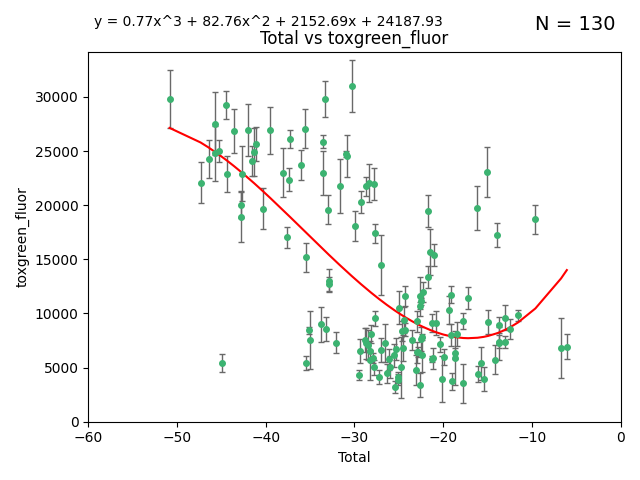 y = 0.77x^3 + 82.76x^2 + 2152.69x + 24187.93
N = 130
Total vs toxgreen_fluor
30000
25000
20000
15000
10000
5000
0
toxgreen_fluor
−60 −50 −40 −30 −20 −10 0
Total